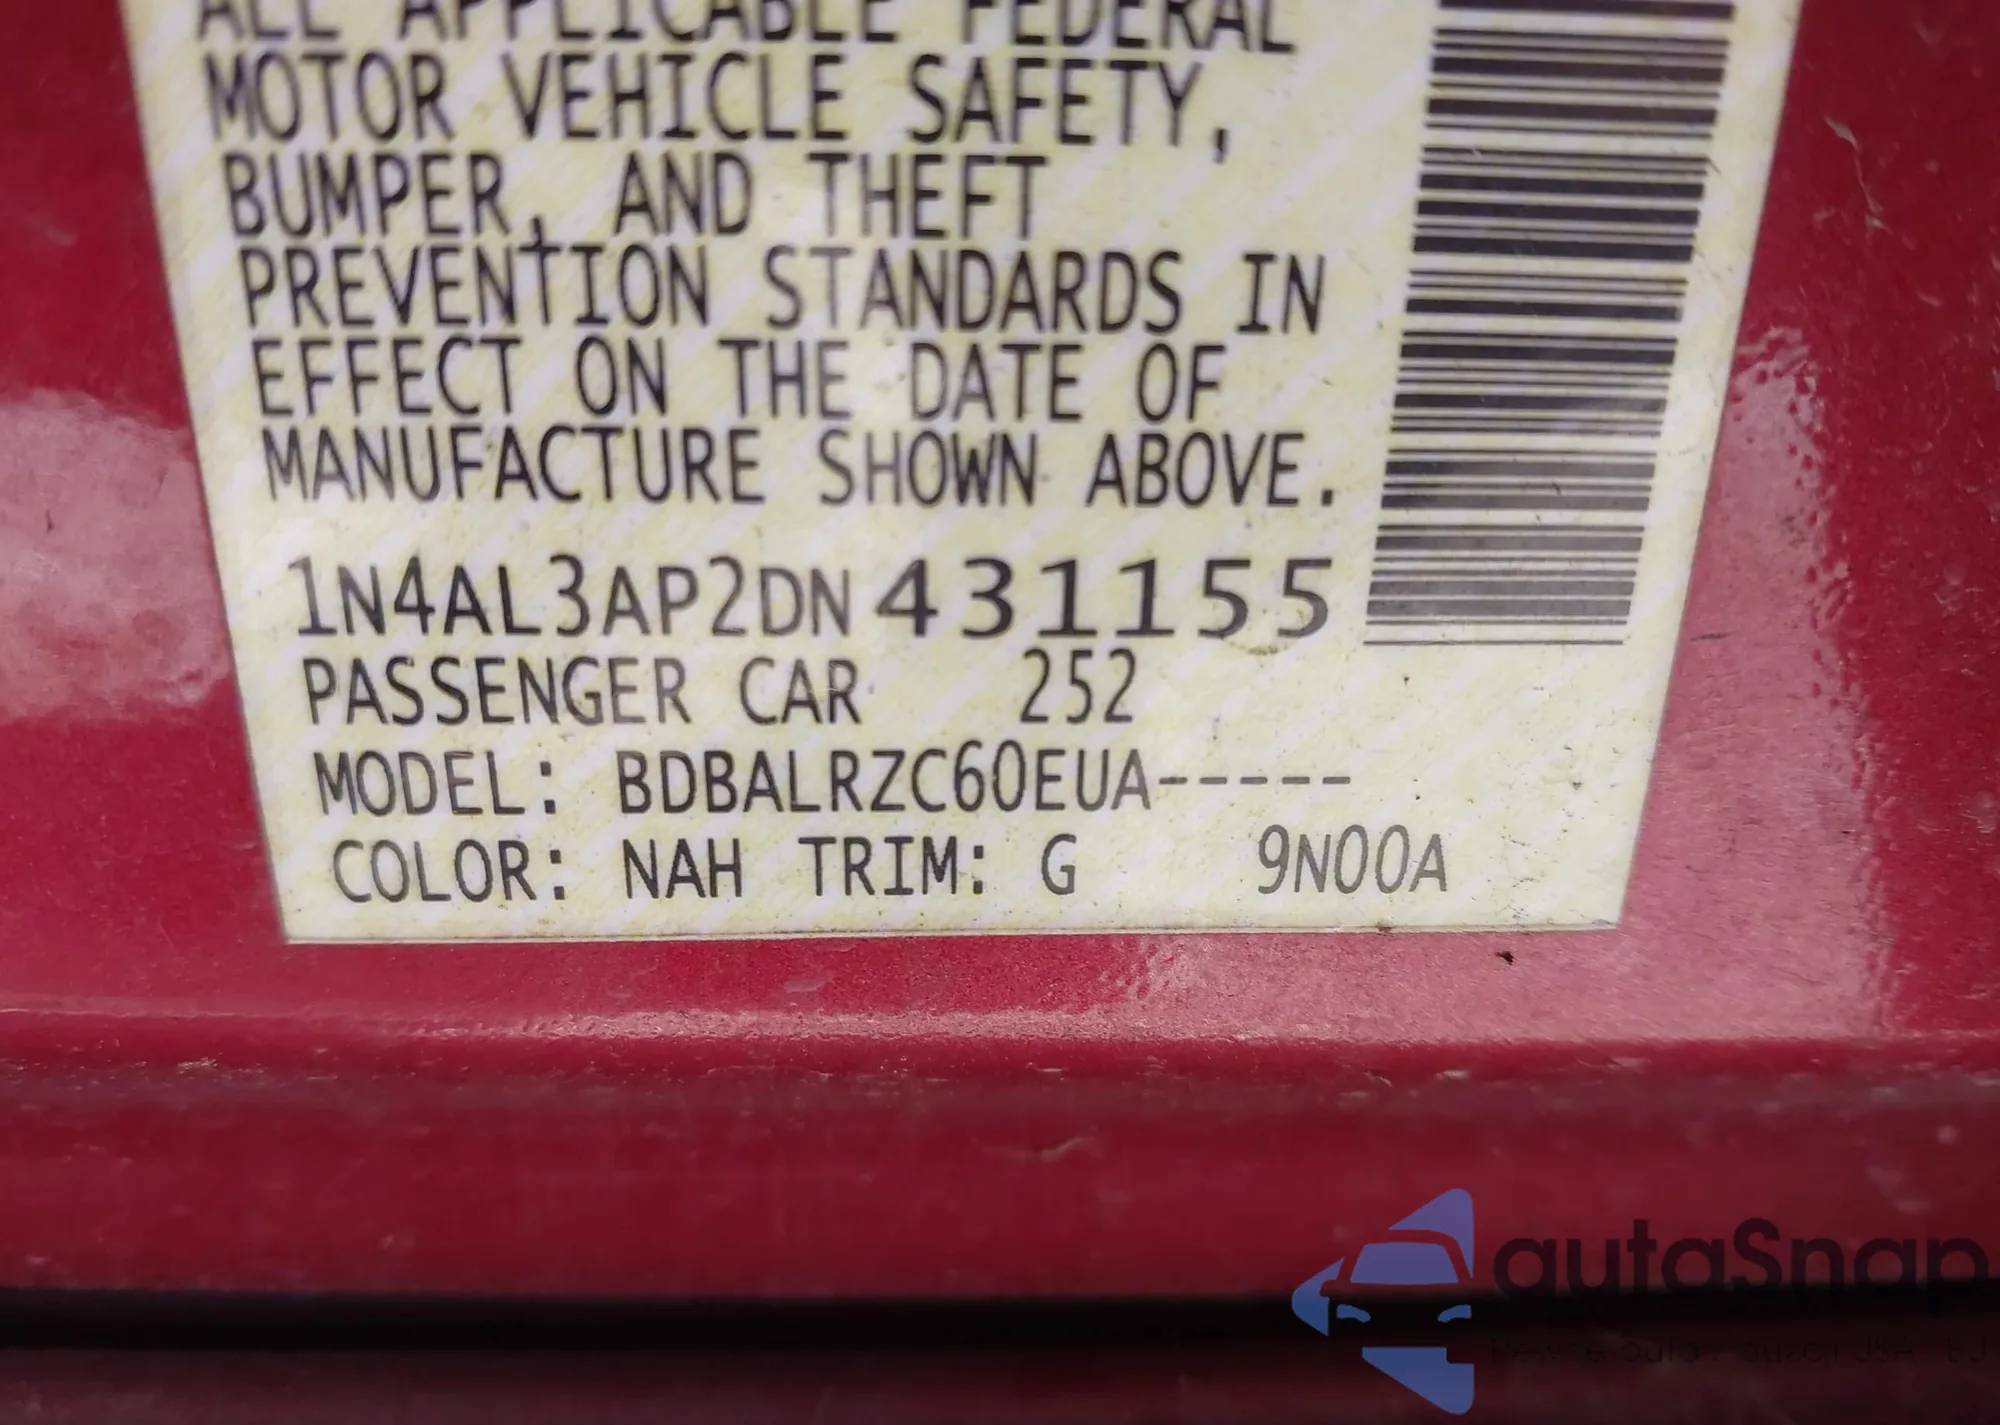 ALL APPLICABLE FEDERAL
MOTOR VEHICLE SAFETY,
BUMPER, AND THEFT
PREVENTION STANDARDS IN
EFFECT ON THE DATE OF
MANUFACTURE SHOWN ABOVE.
1N4AL3AP2DN431155
PASSENGER CAR 252
MODEL: BDBALRZC60EUA-----
COLOR: NAH TRIM: G 9N00A
autaSnap